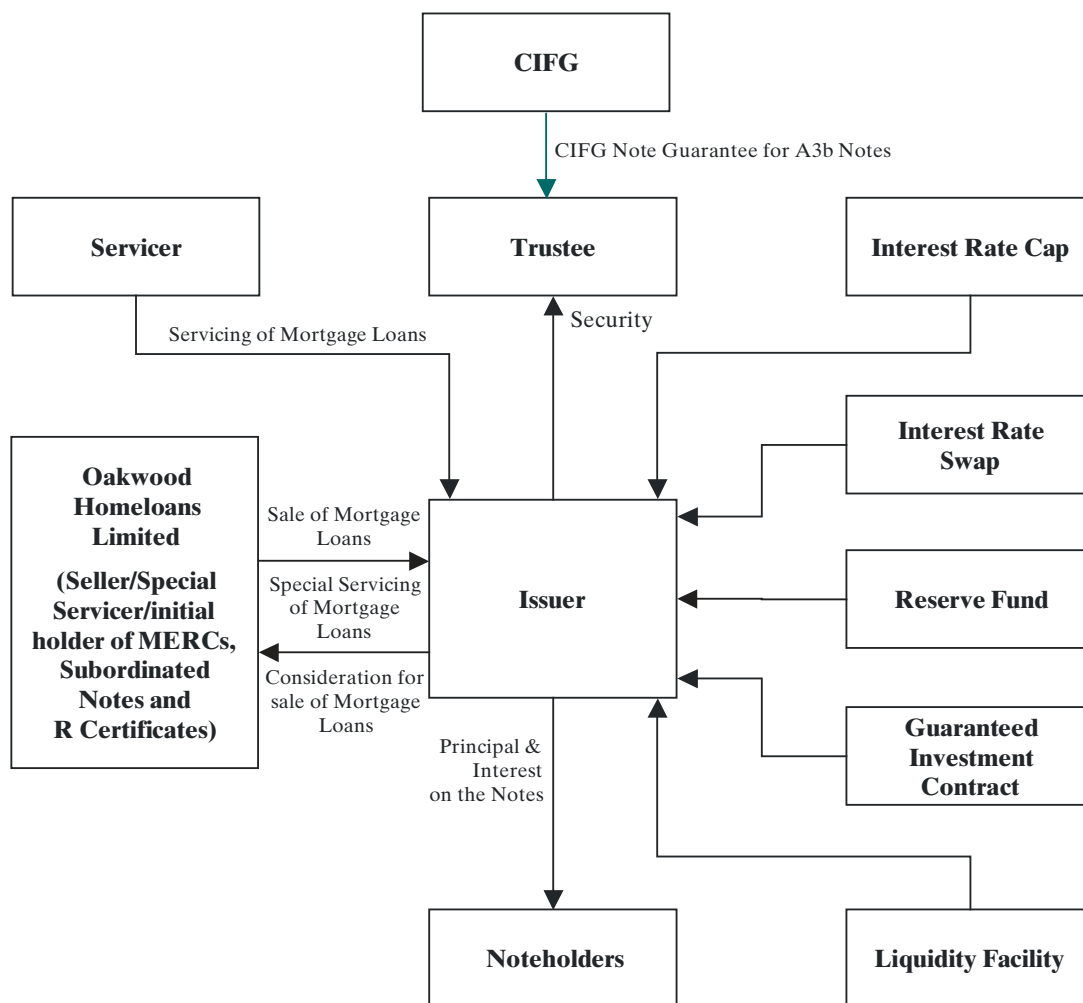 CIFG
CIFG Note Guarantee for A3b Notes
Servicer
Trustee
Interest Rate Cap
Security
Servicing of Mortgage Loans
Interest Rate
Swap
Oakwood
Homeloans
Limited
(Seller/Special
Servicer/initial
holder of MERCs,
Subordinated
Notes and
R Certificates)
Sale of Mortgage
Loans
Special Servicing
of Mortgage
Loans
Consideration for
sale of Mortgage
Loans
Issuer
Reserve Fund
Guaranteed
Investment
Contract
Principal &
Interest
on the Notes
Noteholders
Liquidity Facility